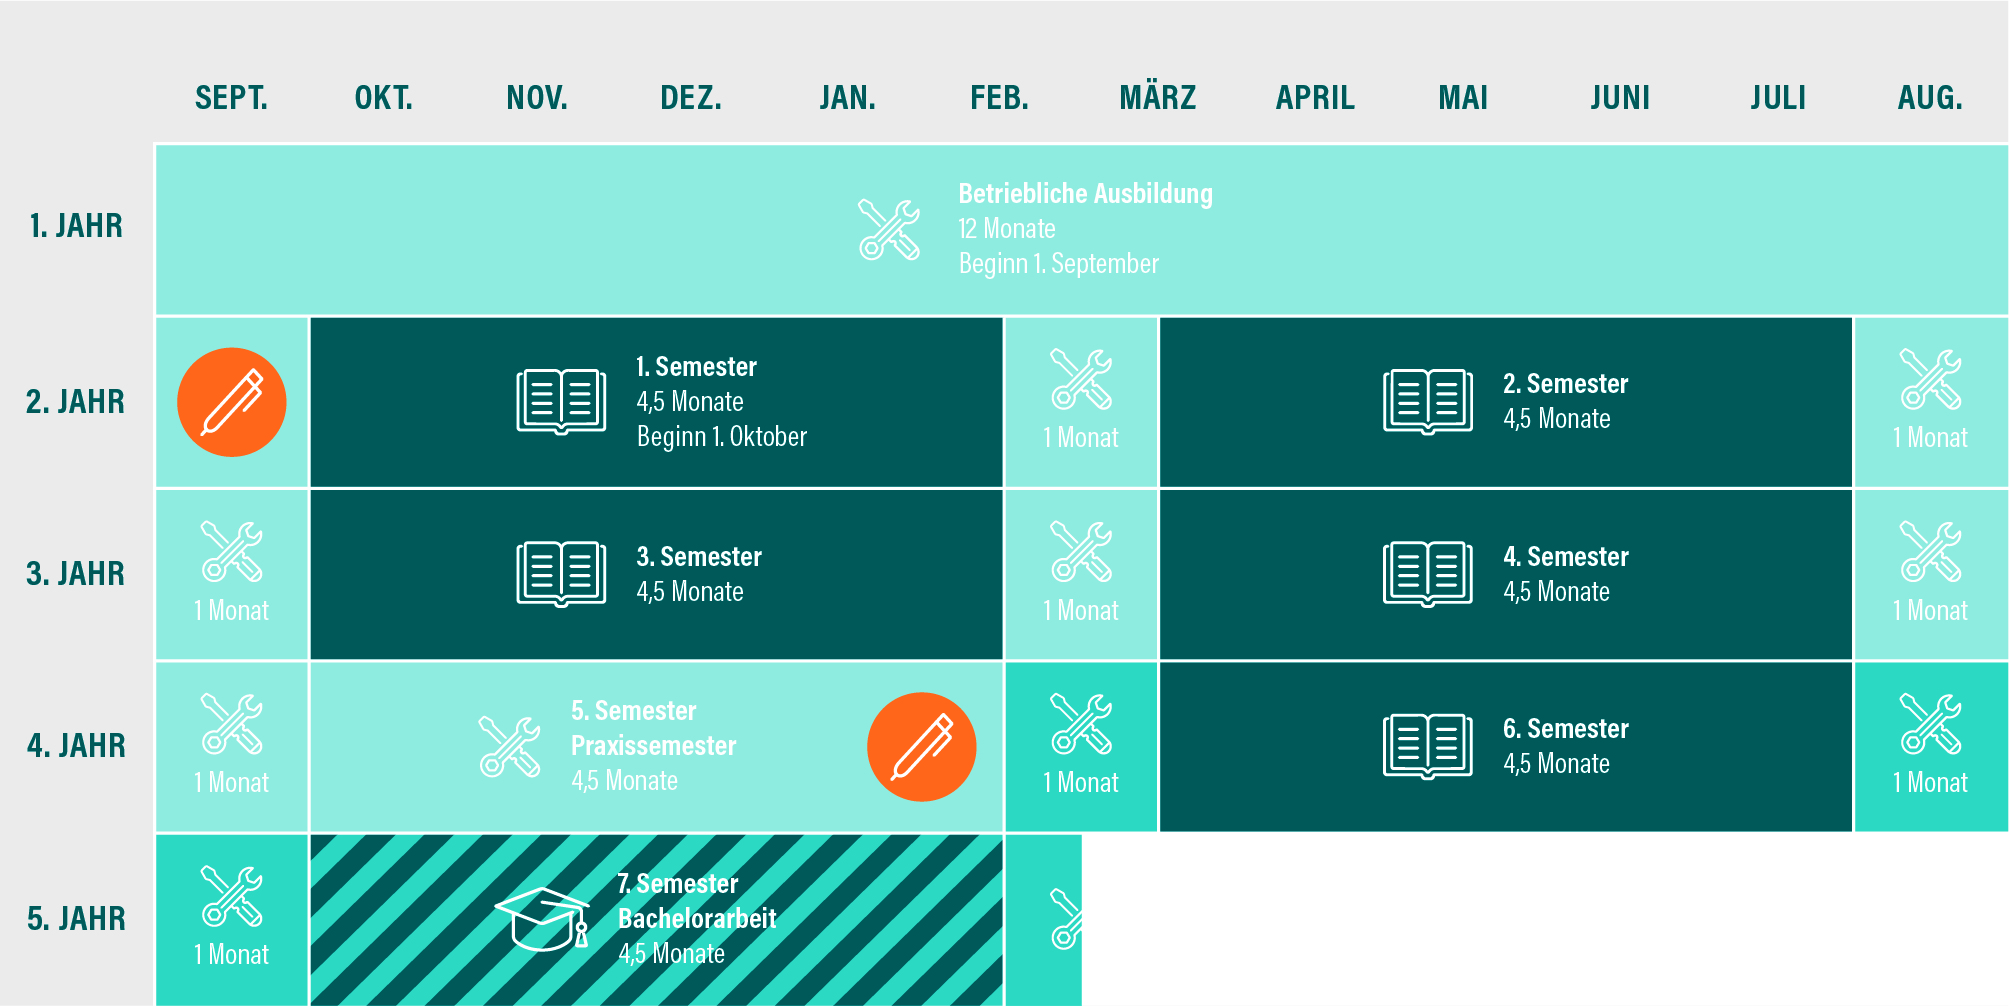 SEPT. OKT. NOV. DEZ. JAN. FEB. MÄRZ APRIL MAI JUNI JULI AUG.
1. JAHR
Betriebliche Ausbildung
12 Monate
Beginn 1. September
2. JAHR
1. Semester
4,5 Monate
Beginn 1. Oktober
1 Monat
2. Semester
4,5 Monate
1 Monat
3. JAHR
1 Monat
3. Semester
4,5 Monate
1 Monat
4. Semester
4,5 Monate
1 Monat
4. JAHR
1 Monat
5. Semester
Praxissemester
4,5 Monate
1 Monat
6. Semester
4,5 Monate
1 Monat
5. JAHR
1 Monat
7. Semester
Bachelorarbeit
4,5 Monate